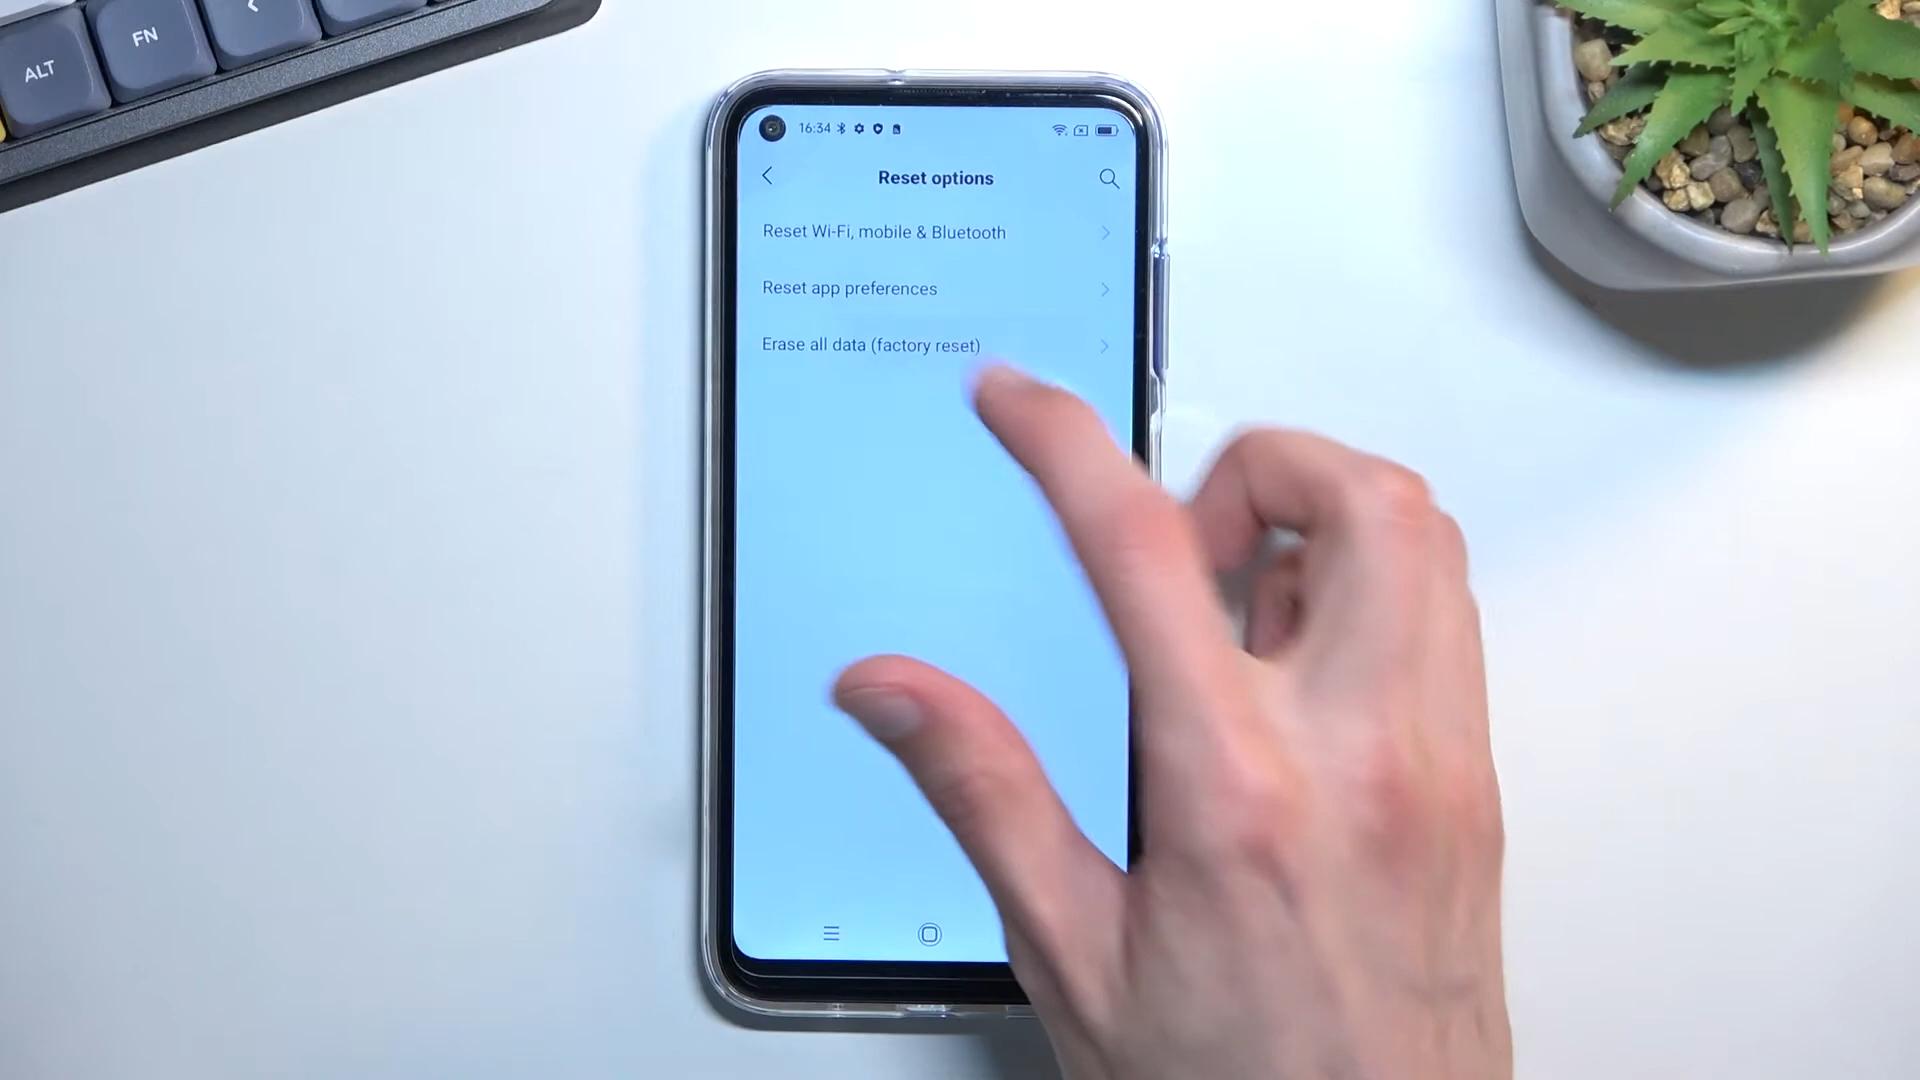 ALT
FN
<
16:34
Reset options
Reset Wi-Fi, mobile & Bluetooth
Reset app preferences
Erase all data (factory reset)